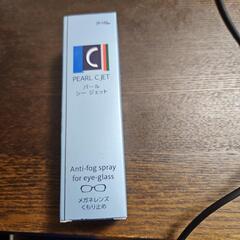 C
PEARL C JET
パール
シー ジェット
Anti-fog spray
for eye-glass
メガネレンズ
くもり止め